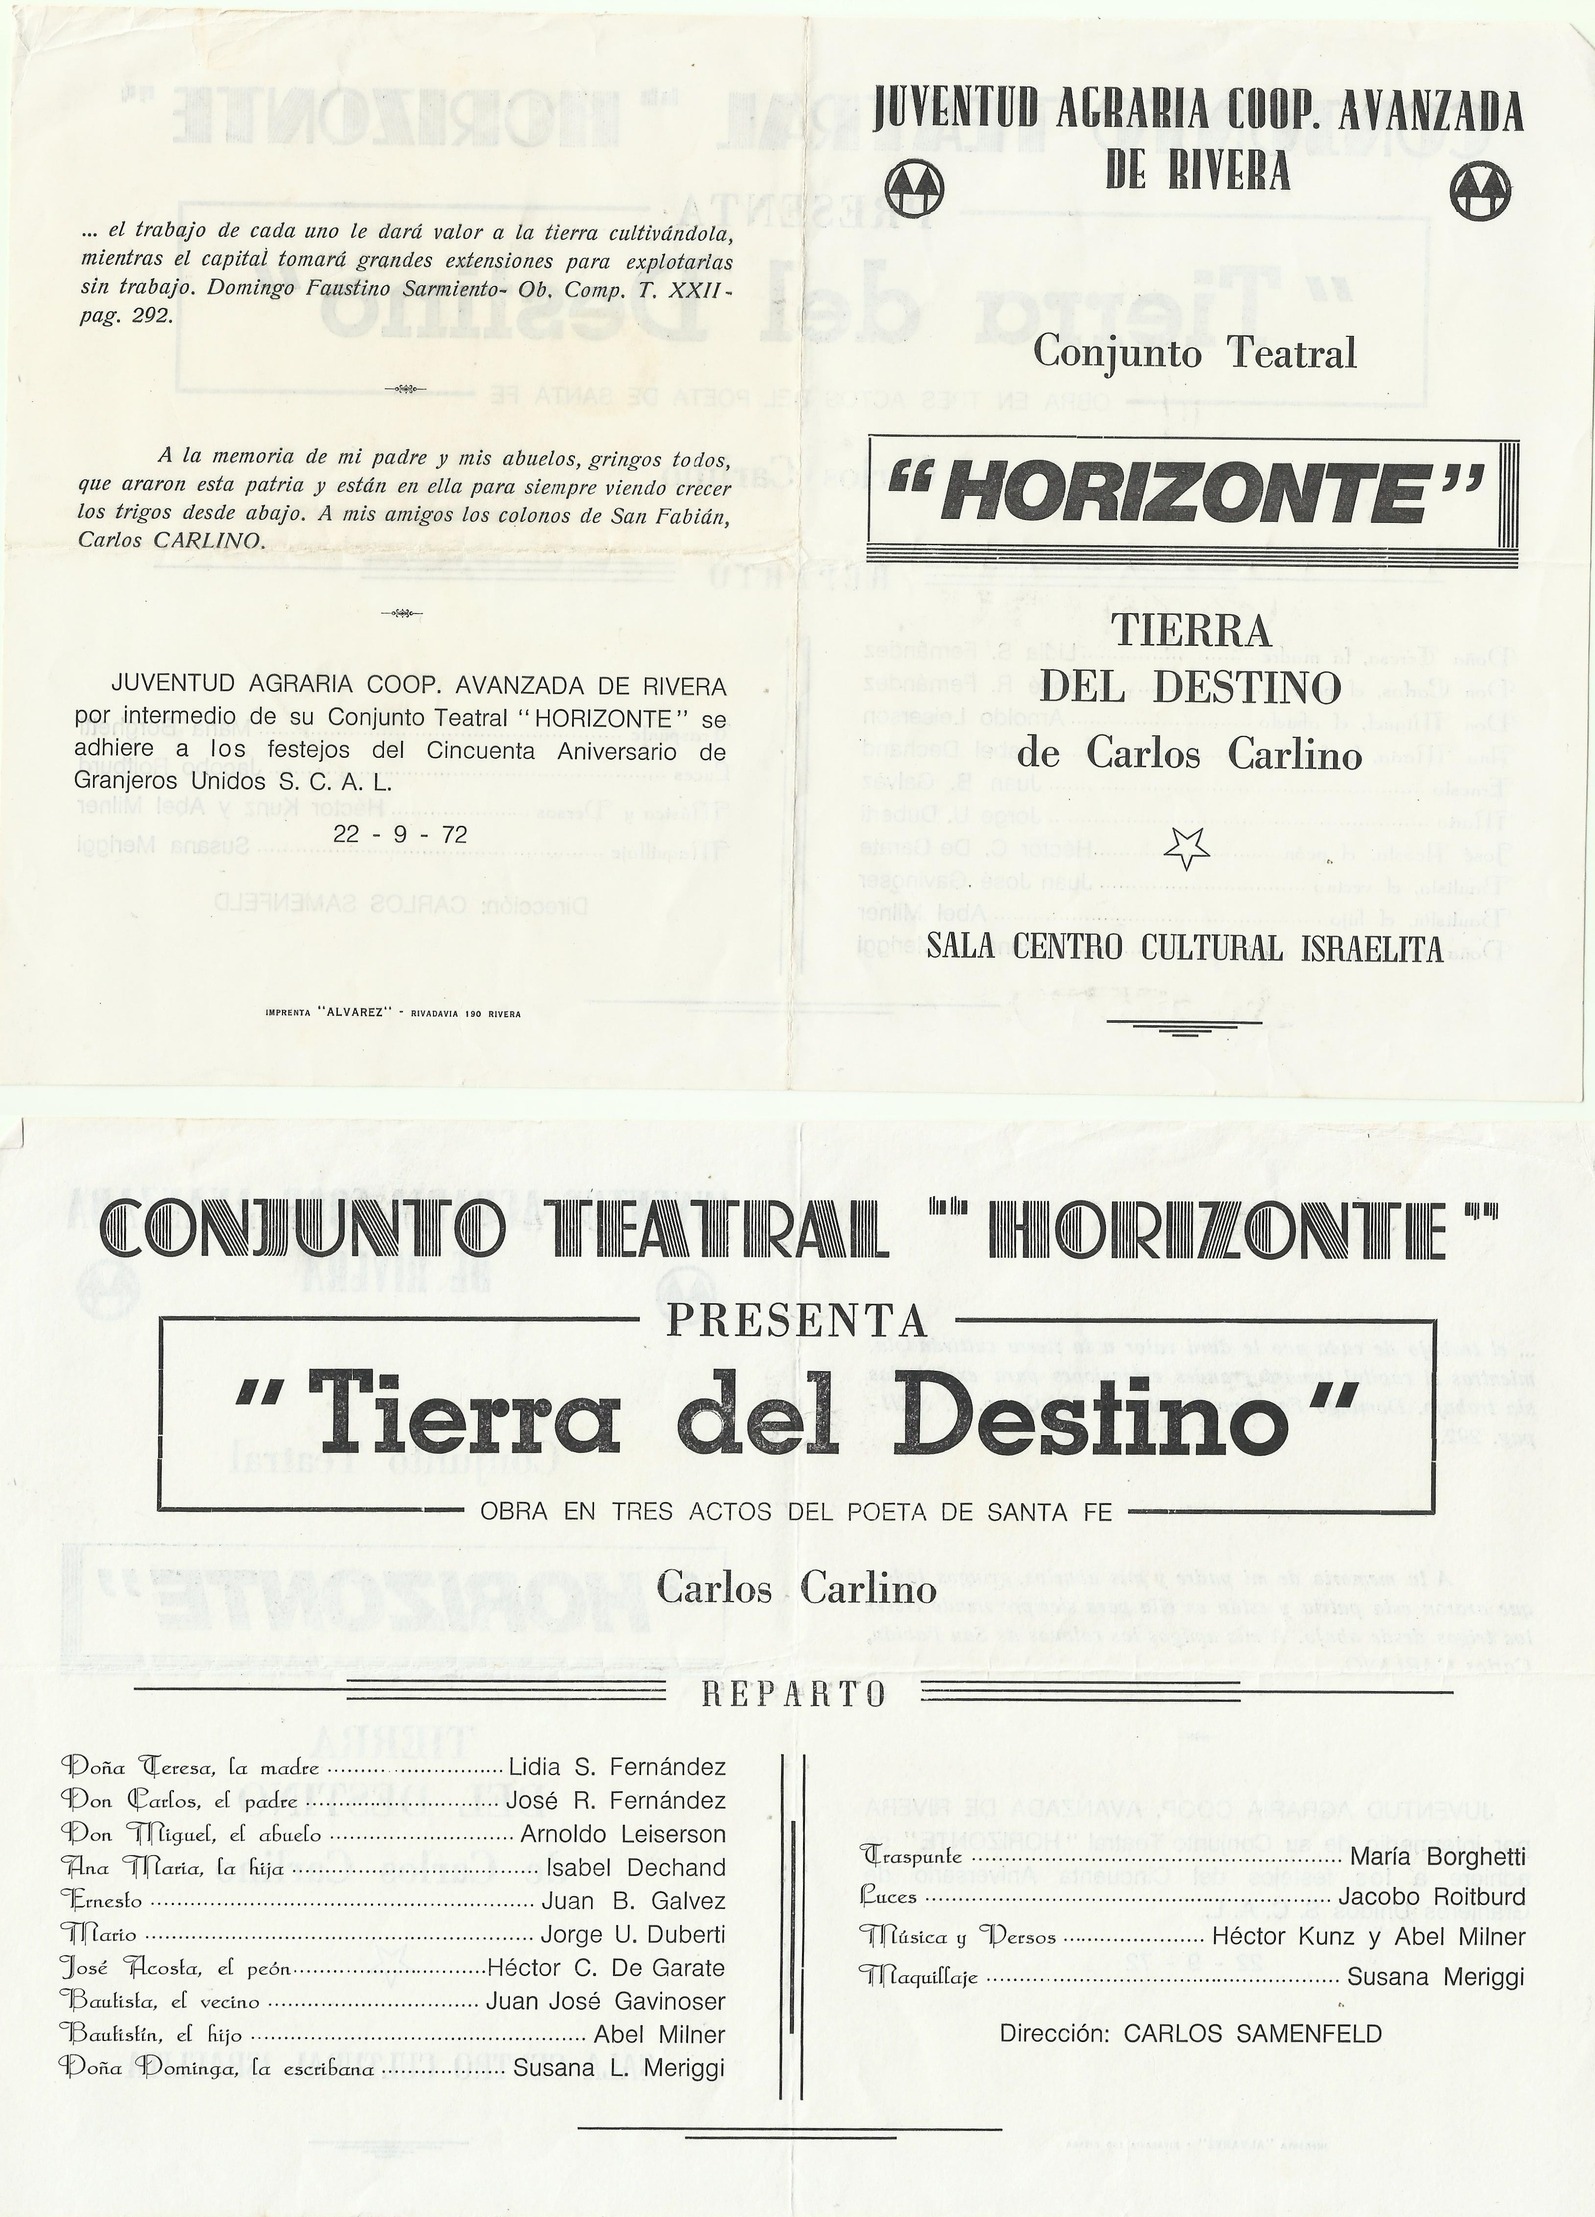 ... el trabajo de cada uno le dará valor a la tierra cultivándola,
mientras el capital tomará grandes extensiones para explotarlas
sin trabajo. Domingo Faustino Sarmiento- Ob. Comp. T. XXII-
pag. 292.
A la memoria de mi padre y mis abuelos, gringos todos,
que araron esta patria y están en ella para siempre viendo crecer
los trigos desde abajo. A mis amigos los colonos de San Fabián,
Carlos CARLINO.
JUVENTUD AGRARIA COOP. AVANZADA DE RIVERA
por intermedio de su Conjunto Teatral "HORIZONTE" se
adhiere a los festejos del Cincuenta Aniversario de
Granjeros Unidos S. C. A. L.
22 - 9 - 72
IMPRENTA "ALVAREZ" - RIVADAVIA 190 RIVERA
JUVENTUD AGRARIA COOP. AVANZADA
DE RIVERA
Conjunto Teatral
"HORIZONTE"
TIERRA
DEL DESTINO
de Carlos Carlino
SALA CENTRO CULTURAL ISRAELITA
CONJUNTO TEATRAL "HORIZONTE"
PRESENTA
"Tierra del Destino"
OBRA EN TRES ACTOS DEL POETA DE SANTA FE
Carlos Carlino
REPARTO
Doña Teresa, la madre ........ Lidia S. Fernández
Don Carlos, el padre ........ José R. Fernández
Don Miguel, el abuelo ........ Arnoldo Leiserson
Ana Maria, la hija ........ Isabel Dechand
Ernesto ........ Juan B. Galvez
Mario ........ Jorge U. Duberti
José Acosta, el peón ........ Héctor C. De Garate
Bautista, el vecino ........ Juan José Gavinoser
Bautistín, el hijo ........ Abel Milner
Doña Dominga, la escribana ........ Susana L. Meriggi
Traspunte ........ María Borghetti
Luces ........ Jacobo Roitburd
Música y Versos ........ Héctor Kunz y Abel Milner
Maquillaje ........ Susana Meriggi
Dirección: CARLOS SAMENFELD